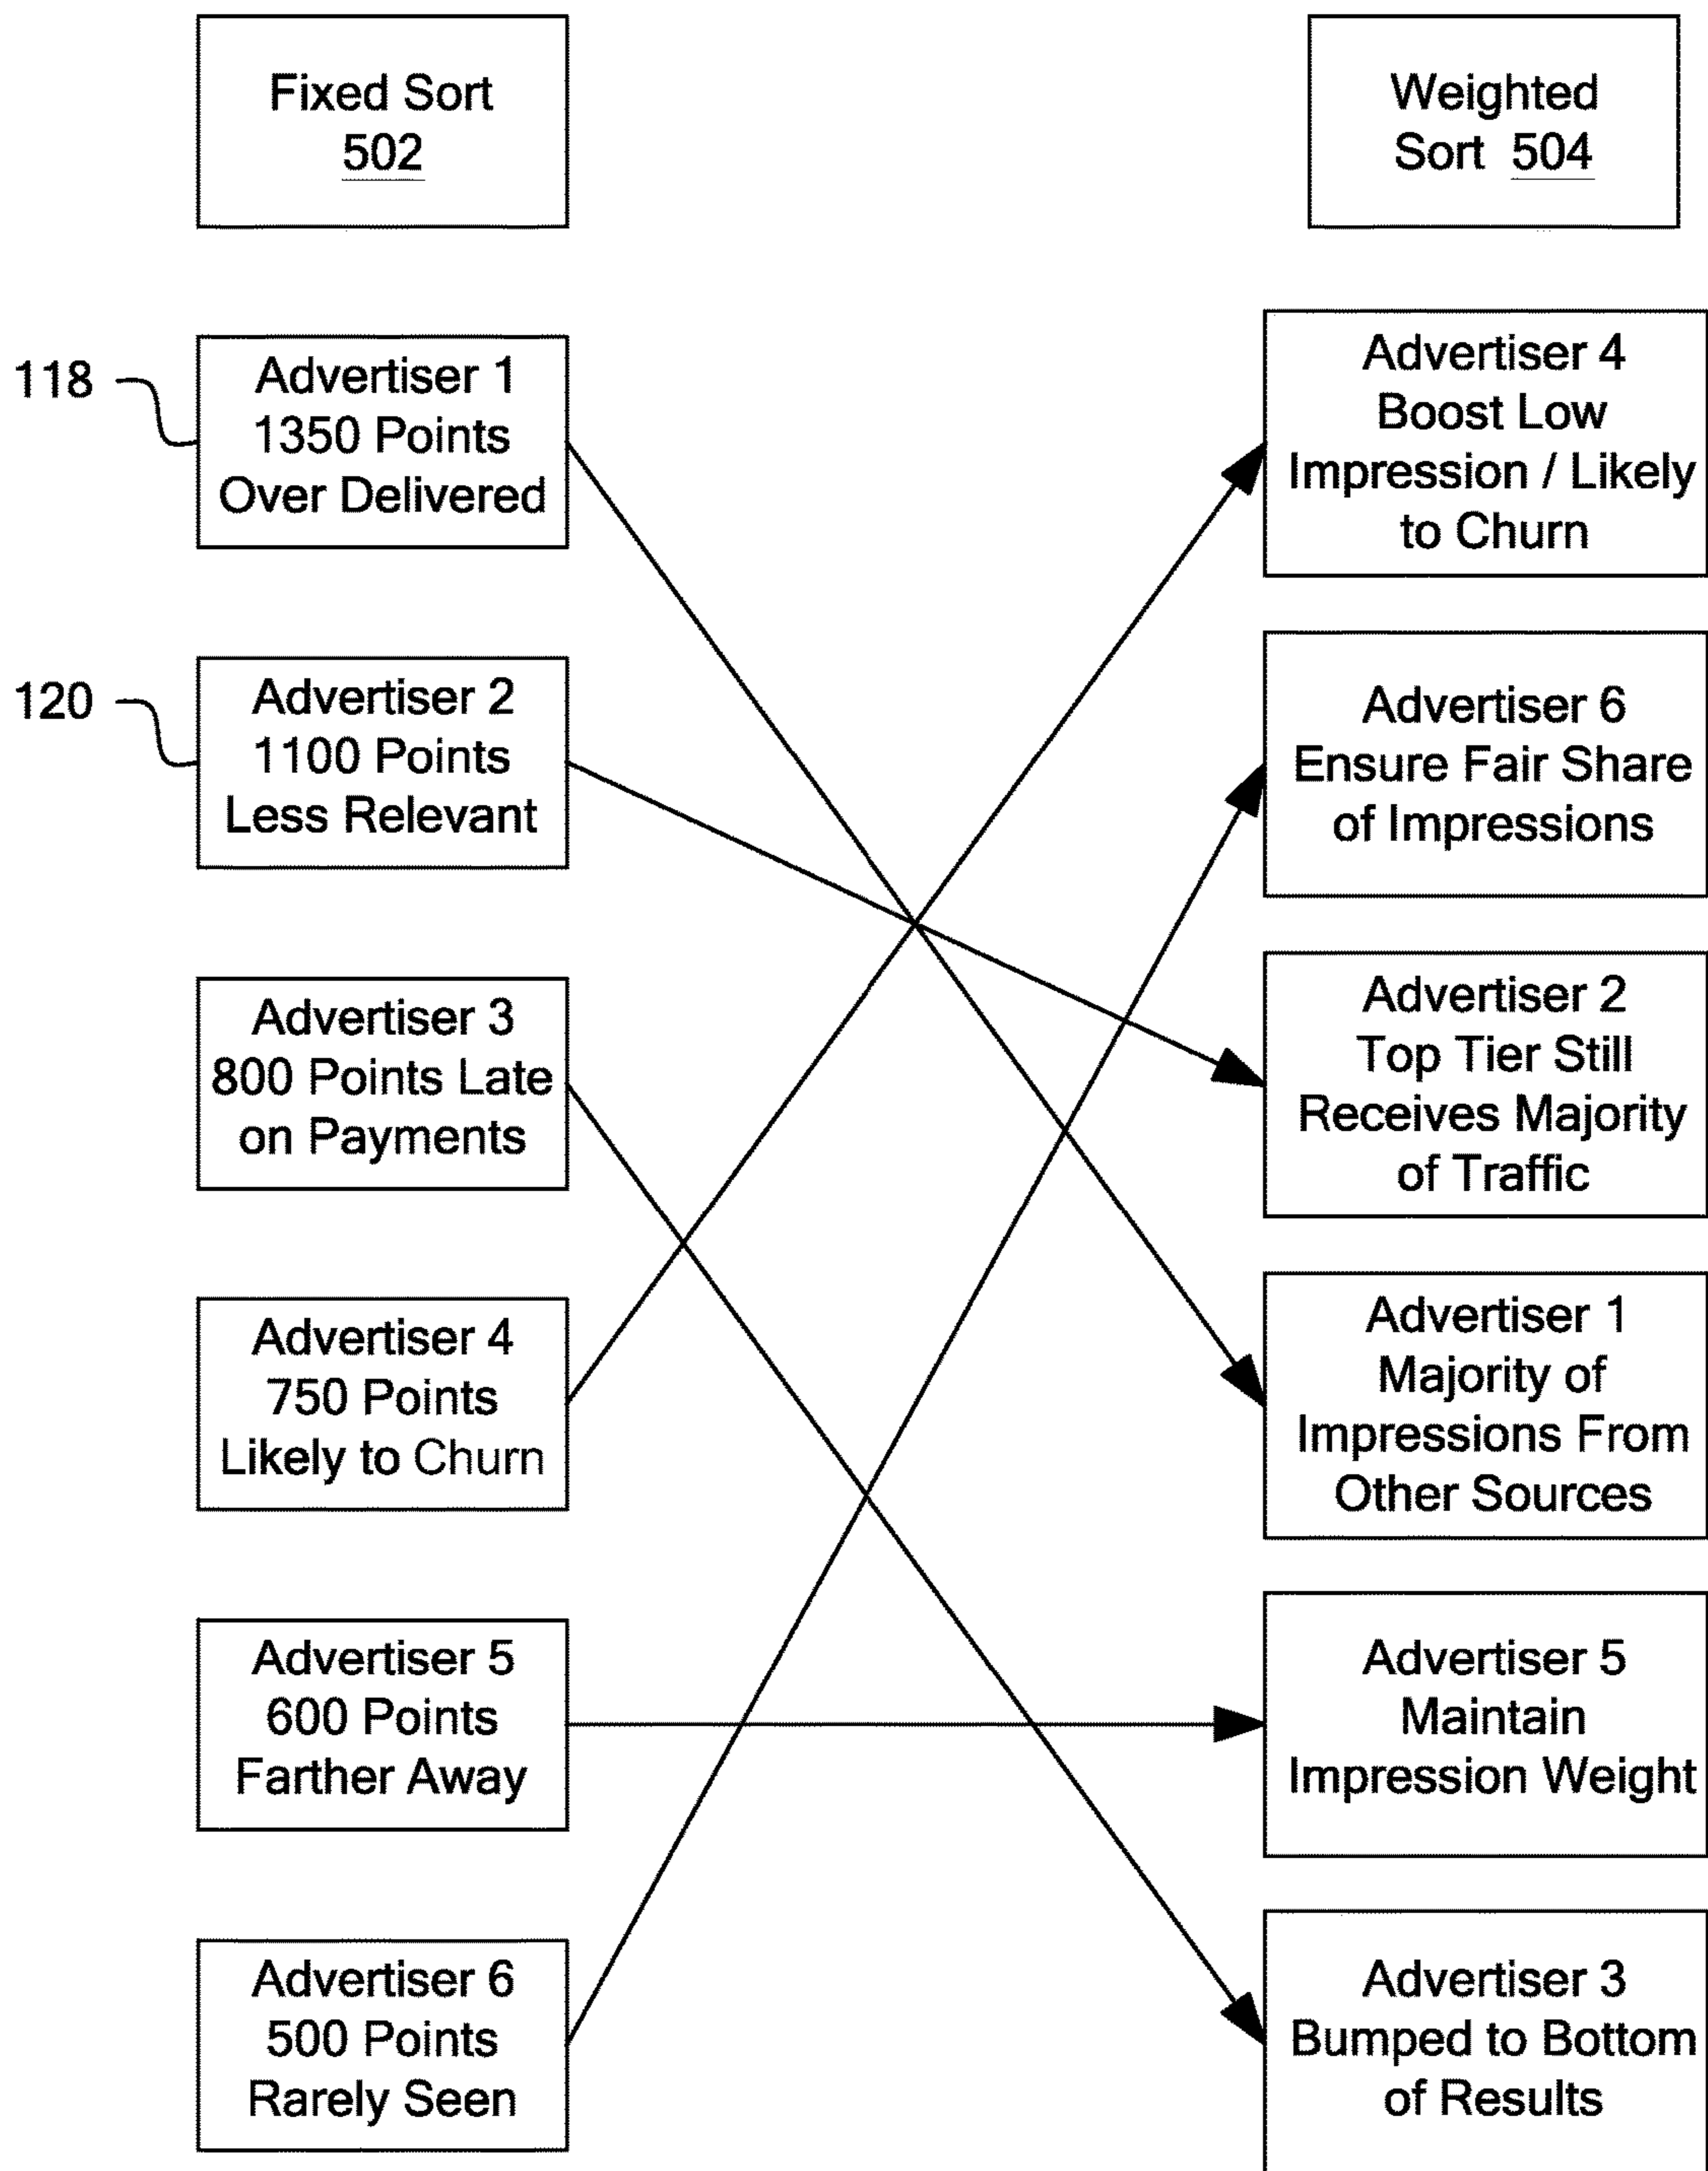 Fixed Sort
502
Weighted
Sort 504
118
Advertiser 1
1350 Points
Over Delivered
120
Advertiser 2
1100 Points
Less Relevant
Advertiser 3
800 Points Late
on Payments
Advertiser 4
750 Points
Likely to Churn
Advertiser 5
600 Points
Farther Away
Advertiser 6
500 Points
Rarely Seen
Advertiser 4
Boost Low
Impression / Likely
to Churn
Advertiser 6
Ensure Fair Share
of Impressions
Advertiser 2
Top Tier Still
Receives Majority
of Traffic
Advertiser 1
Majority of
Impressions From
Other Sources
Advertiser 5
Maintain
Impression Weight
Advertiser 3
Bumped to Bottom
of Results